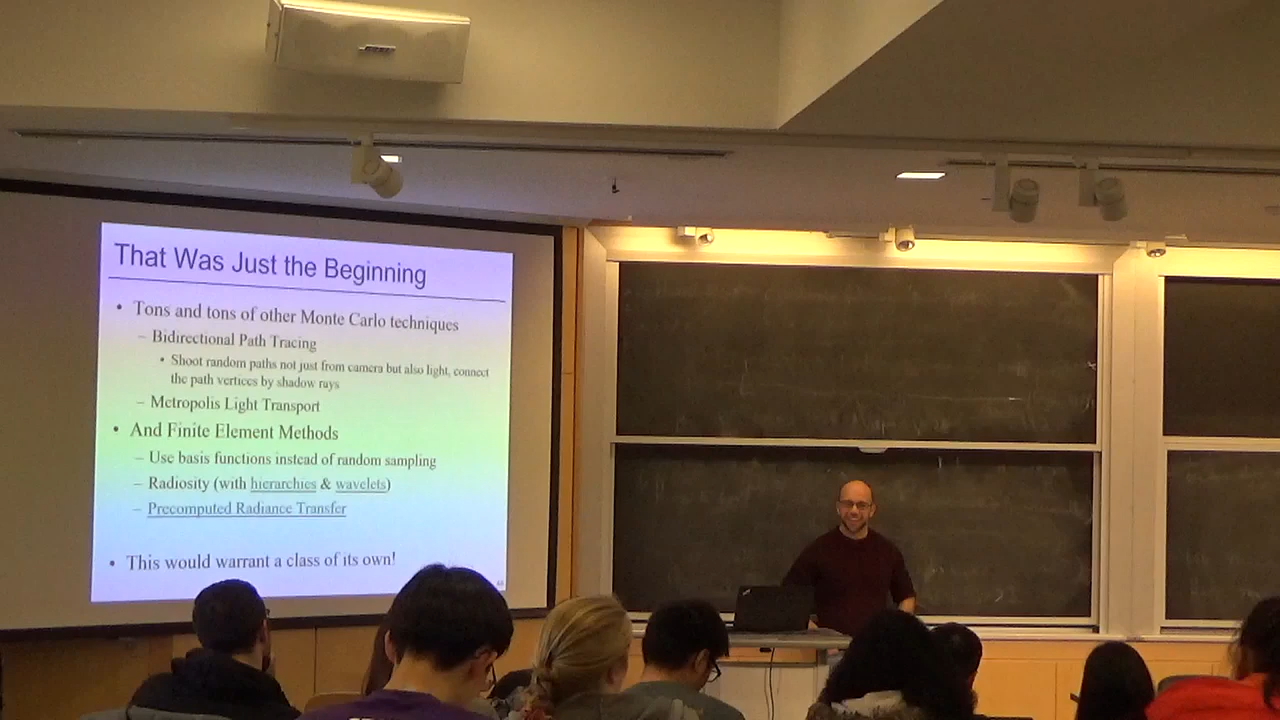 That Was Just the Beginning
• Tons and tons of other Monte Carlo techniques
– Bidirectional Path Tracing
• Shoot random paths not just from camera but also light, connect
the path vertices by shadow rays
– Metropolis Light Transport
• And Finite Element Methods
– Use basis functions instead of random sampling
– Radiosity (with hierarchies & wavelets)
– Precomputed Radiance Transfer
• This would warrant a class of its own!